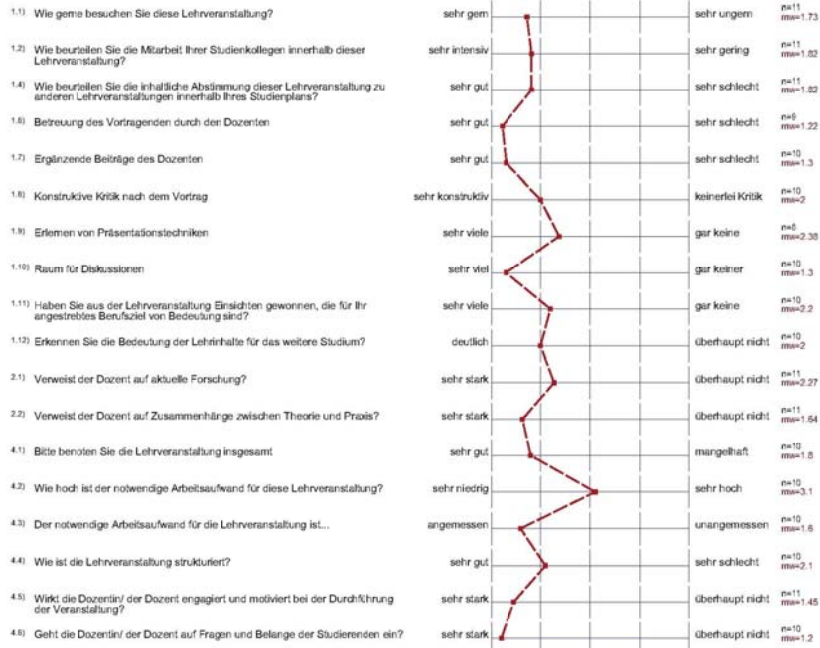 1.1) Wie gerne besuchen Sie diese Lehrveranstaltung? sehr gern sehr ungern n=11
mw=1.73
1.2) Wie beurteilen Sie die Mitarbeit Ihrer Studienkollegen innerhalb dieser
Lehrveranstaltung? sehr intensiv sehr gering n=11
mw=1.82
1.4) Wie beurteilen Sie die inhaltliche Abstimmung dieser Lehrveranstaltung zu
anderen Lehrveranstaltungen innerhalb Ihres Studienplans? sehr gut sehr schlecht n=11
mw=1.82
1.6) Betreuung des Vortragenden durch den Dozenten sehr gut sehr schlecht n=9
mw=1.22
1.7) Ergänzende Beiträge des Dozenten sehr gut sehr schlecht n=10
mw=1.3
1.8) Konstruktive Kritik nach dem Vortrag sehr konstruktiv keinerlei Kritik n=10
mw=2
1.9) Erlernen von Präsentationstechniken sehr viele gar keine n=8
mw=2.38
1.10) Raum für Diskussionen sehr viel gar keiner n=10
mw=1.3
1.11) Haben Sie aus der Lehrveranstaltung Einsichten gewonnen, die für Ihr
angestrebtes Berufsziel von Bedeutung sind? sehr viele gar keine n=10
mw=2.2
1.12) Erkennen Sie die Bedeutung der Lehrinhalte für das weitere Studium? deutlich überhaupt nicht n=10
mw=2
2.1) Verweist der Dozent auf aktuelle Forschung? sehr stark überhaupt nicht n=11
mw=2.27
2.2) Verweist der Dozent auf Zusammenhänge zwischen Theorie und Praxis? sehr stark überhaupt nicht n=11
mw=1.64
4.1) Bitte benoten Sie die Lehrveranstaltung insgesamt sehr gut mangelhaft n=10
mw=1.8
4.2) Wie hoch ist der notwendige Arbeitsaufwand für diese Lehrveranstaltung? sehr niedrig sehr hoch n=10
mw=3.1
4.3) Der notwendige Arbeitsaufwand für die Lehrveranstaltung ist... angemessen unangemessen n=10
mw=1.6
4.4) Wie ist die Lehrveranstaltung strukturiert? sehr gut sehr schlecht n=10
mw=2.1
4.5) Wirkt die Dozentin/ der Dozent engagiert und motiviert bei der Durchführung
der Veranstaltung? sehr stark überhaupt nicht n=11
mw=1.45
4.6) Geht die Dozentin/ der Dozent auf Fragen und Belange der Studierenden ein? sehr stark überhaupt nicht n=10
mw=1.2